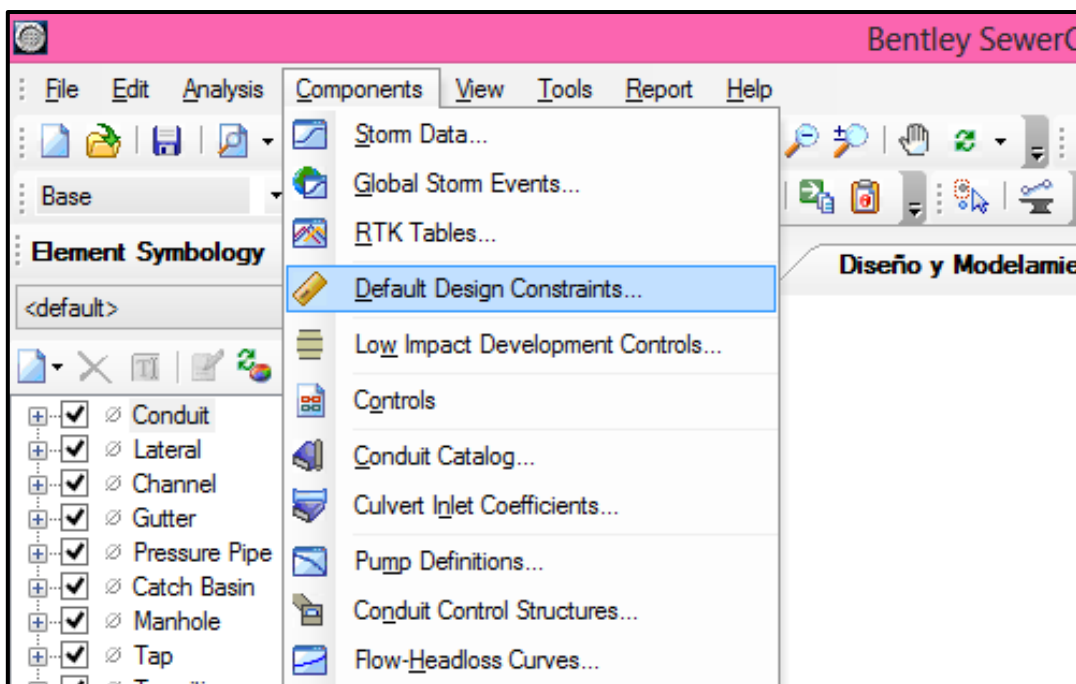 Bentley SewerC
File Edit Analysis Components View Tools Report Help
Base
Element Symbology
<default>
Conduit
Lateral
Channel
Gutter
Pressure Pipe
Catch Basin
Manhole
Tap
Storm Data...
Global Storm Events...
RTK Tables...
Default Design Constraints...
Low Impact Development Controls...
Controls
Conduit Catalog...
Culvert Inlet Coefficients...
Pump Definitions...
Conduit Control Structures...
Flow-Headloss Curves...
Diseño y Modelamie